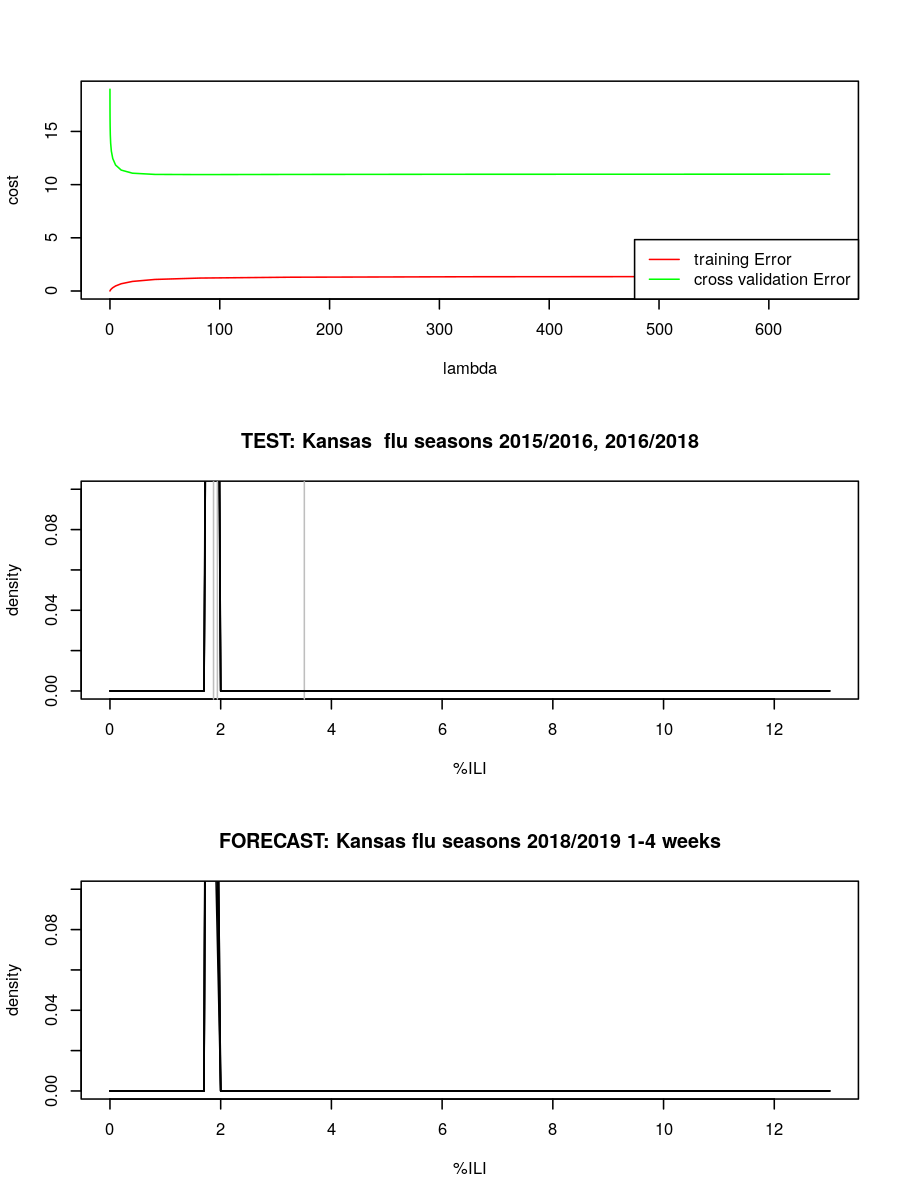 cost
15
10
5
0
training Error
cross validation Error
0 100 200 300 400 500 600
lambda
TEST: Kansas  flu seasons 2015/2016, 2016/2018
density
0.08
0.04
0.00
0 2 4 6 8 10 12
%ILI
FORECAST: Kansas flu seasons 2018/2019 1-4 weeks
density
0.08
0.04
0.00
0 2 4 6 8 10 12
%ILI